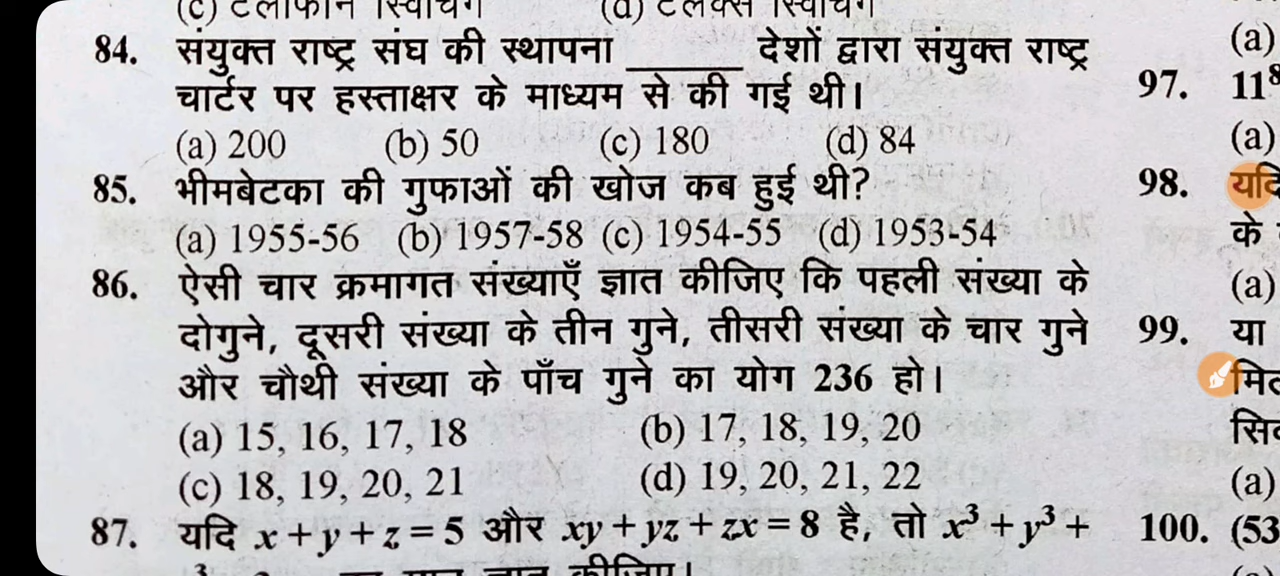 (c) टेलीफोन स्विचिंग (d) टेलेक्स स्विचिंग
84. संयुक्त राष्ट्र संघ की स्थापना ______ देशों द्वारा संयुक्त राष्ट्र
चार्टर पर हस्ताक्षर के माध्यम से की गई थी।
(a) 200 (b) 50 (c) 180 (d) 84
85. भीमबेटका की गुफाओं की खोज कब हुई थी?
(a) 1955-56 (b) 1957-58 (c) 1954-55 (d) 1953-54
86. ऐसी चार क्रमागत संख्याएँ ज्ञात कीजिए कि पहली संख्या के
दोगुने, दूसरी संख्या के तीन गुने, तीसरी संख्या के चार गुने
और चौथी संख्या के पाँच गुने का योग 236 हो।
(a) 15, 16, 17, 18 (b) 17, 18, 19, 20
(c) 18, 19, 20, 21 (d) 19, 20, 21, 22
87. यदि x + y + z = 5 और xy + yz + zx = 8 है, तो x³ + y³ +
(a)
97. 11⁸
(a)
98. यदि
के
(a)
99. या
(a)
100. (53